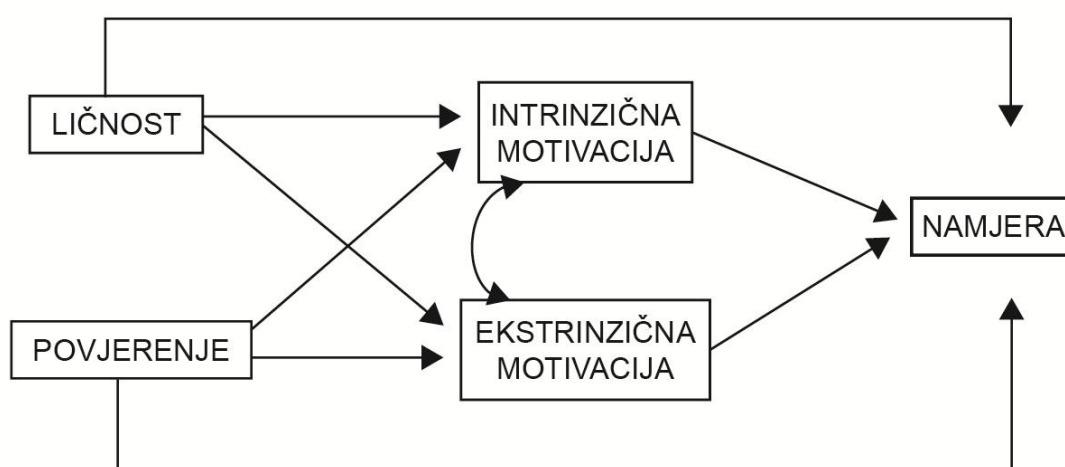 LIČNOST
INTRINZIČNA
MOTIVACIJA
NAMJERA
POVJERENJE
EKSTRINZIČNA
MOTIVACIJA